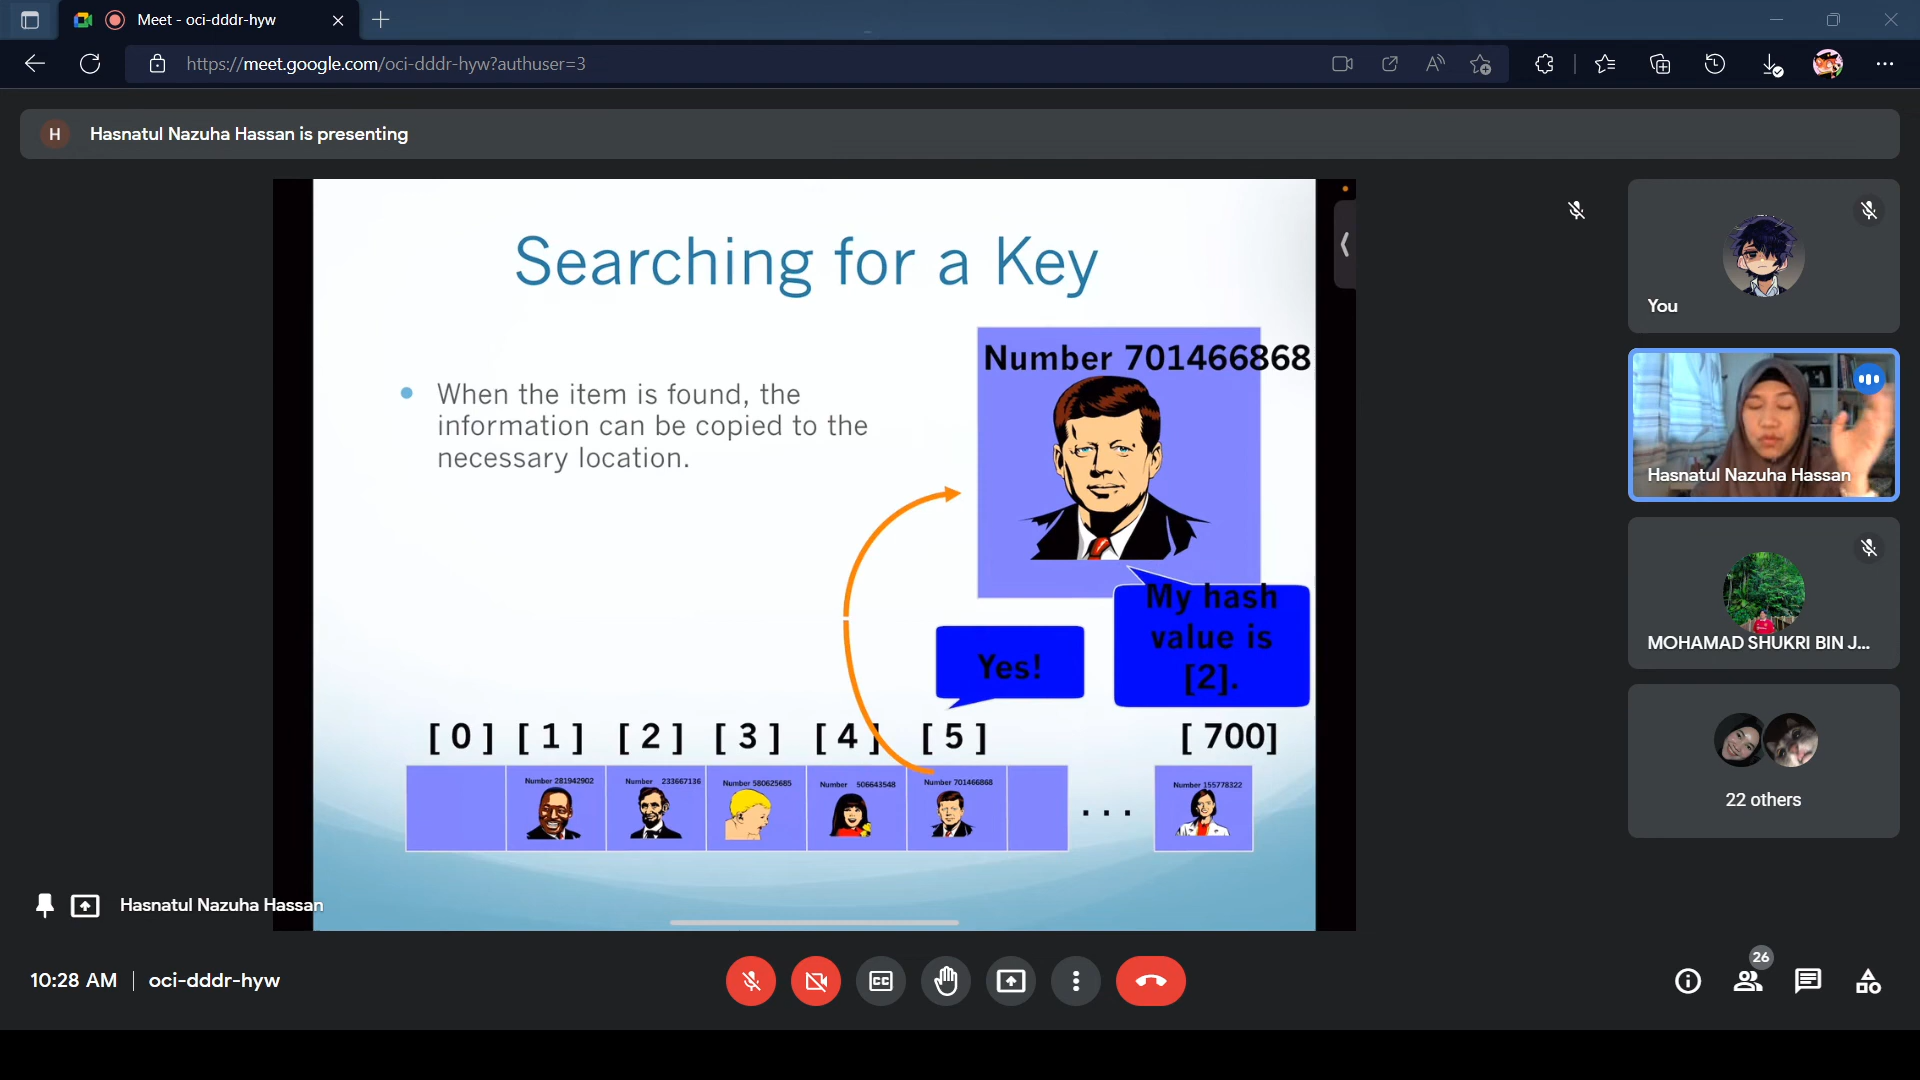 Meet - oci-dddr-hyw
https://meet.google.com/oci-dddr-hyw?authuser=3
H
Hasnatul Nazuha Hassan is presenting
Searching for a Key
When the item is found, the
information can be copied to the
necessary location.
Number 701466868
My hash
value is
[2].
Yes!
[ 0 ] [ 1 ] [ 2 ] [ 3 ] [ 4 ] [ 5 ] [ 700]
Number 281942902
Number 233667136
Number 580625685
Number 506643548
Number 701466868
...
Number 155778322
You
Hasnatul Nazuha Hassan
MOHAMAD SHUKRI BIN J...
22 others
Hasnatul Nazuha Hassan
10:28 AM | oci-dddr-hyw
CC
26